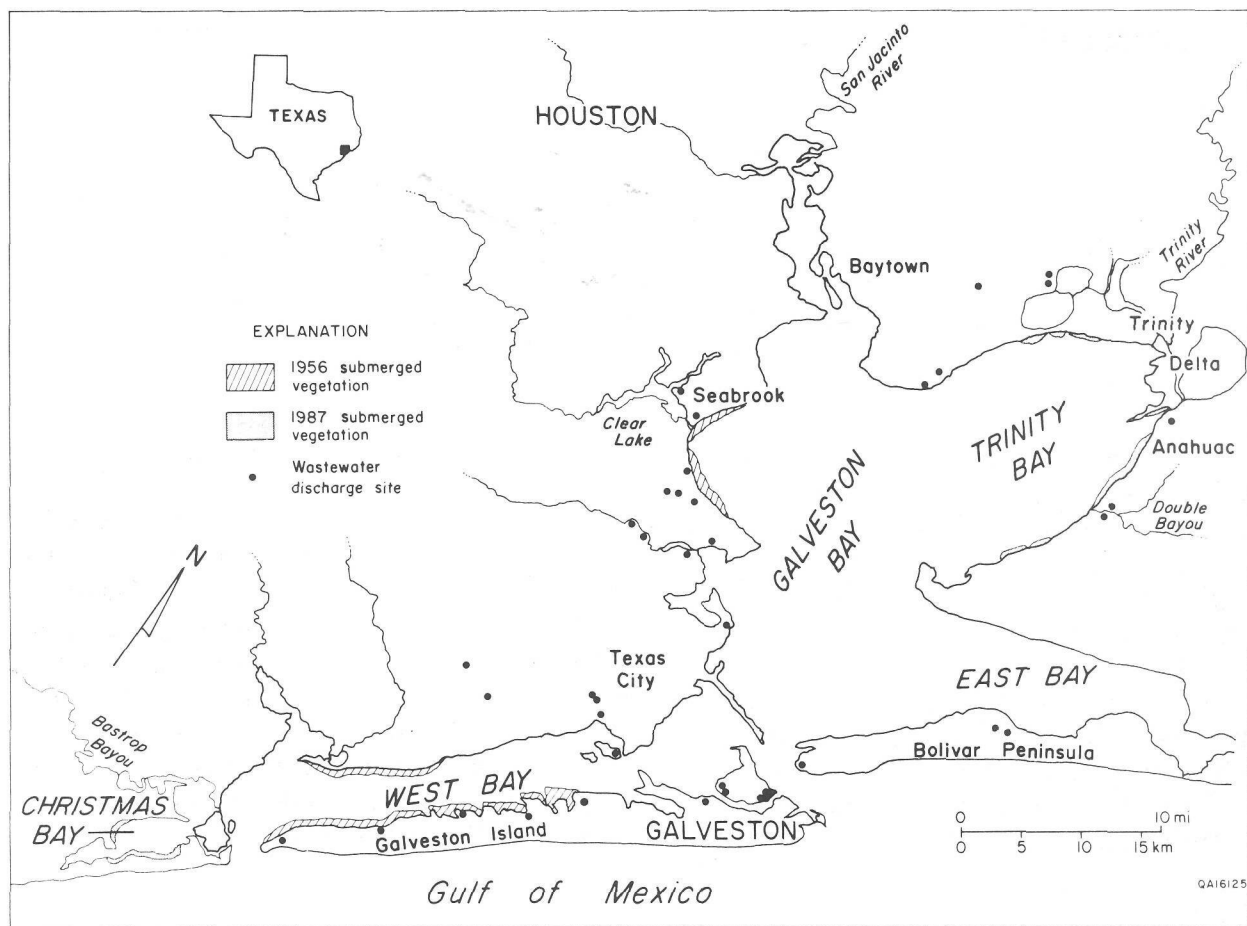 San Jacinto
River
TEXAS
HOUSTON
Trinity
River
Baytown
Trinity
Delta
EXPLANATION
1956 submerged
vegetation
1987 submerged
vegetation
Wastewater
discharge site
Seabrook
Clear
Lake
TRINITY
BAY
Anahuac
Double
Bayou
GALVESTON
BAY
N
Texas
City
EAST BAY
Bastrop
Bayou
Bolivar Peninsula
WEST BAY
CHRISTMAS
BAY
Galveston Island
GALVESTON
0 10 mi
0 5 10 15 km
Gulf of Mexico
QA16125